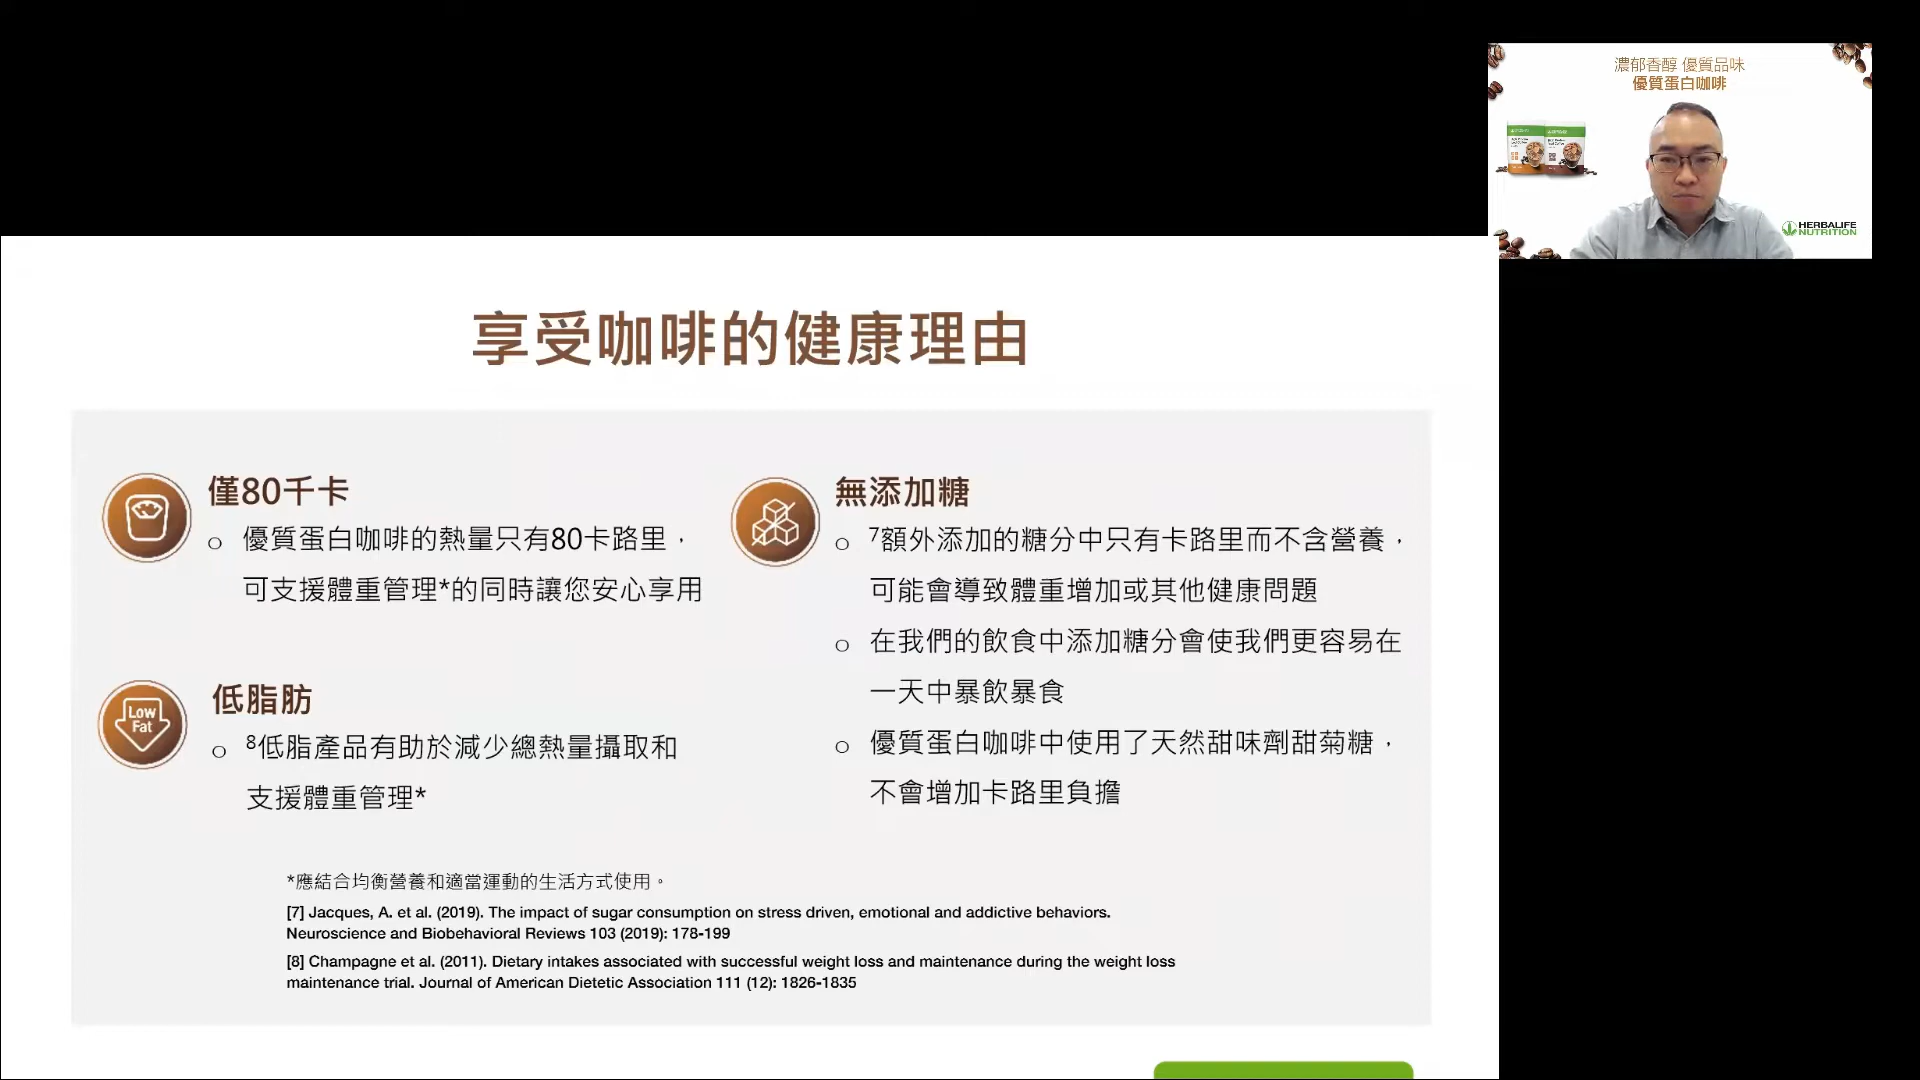 濃郁香醇 優質品味
優質蛋白咖啡
HERBALIFE
NUTRITION
享受咖啡的健康理由
僅80千卡
o 優質蛋白咖啡的熱量只有80卡路里，
可支援體重管理*的同時讓您安心享用
Low
Fat
低脂肪
o ⁸低脂產品有助於減少總熱量攝取和
支援體重管理*
無添加糖
o ⁷額外添加的糖分中只有卡路里而不含營養，
可能會導致體重增加或其他健康問題
o 在我們的飲食中添加糖分會使我們更容易在
一天中暴飲暴食
o 優質蛋白咖啡中使用了天然甜味劑甜菊糖，
不會增加卡路里負擔
*應結合均衡營養和適當運動的生活方式使用。
[7] Jacques, A. et al. (2019). The impact of sugar consumption on stress driven, emotional and addictive behaviors.
Neuroscience and Biobehavioral Reviews 103 (2019): 178-199
[8] Champagne et al. (2011). Dietary intakes associated with successful weight loss and maintenance during the weight loss
maintenance trial. Journal of American Dietetic Association 111 (12): 1826-1835